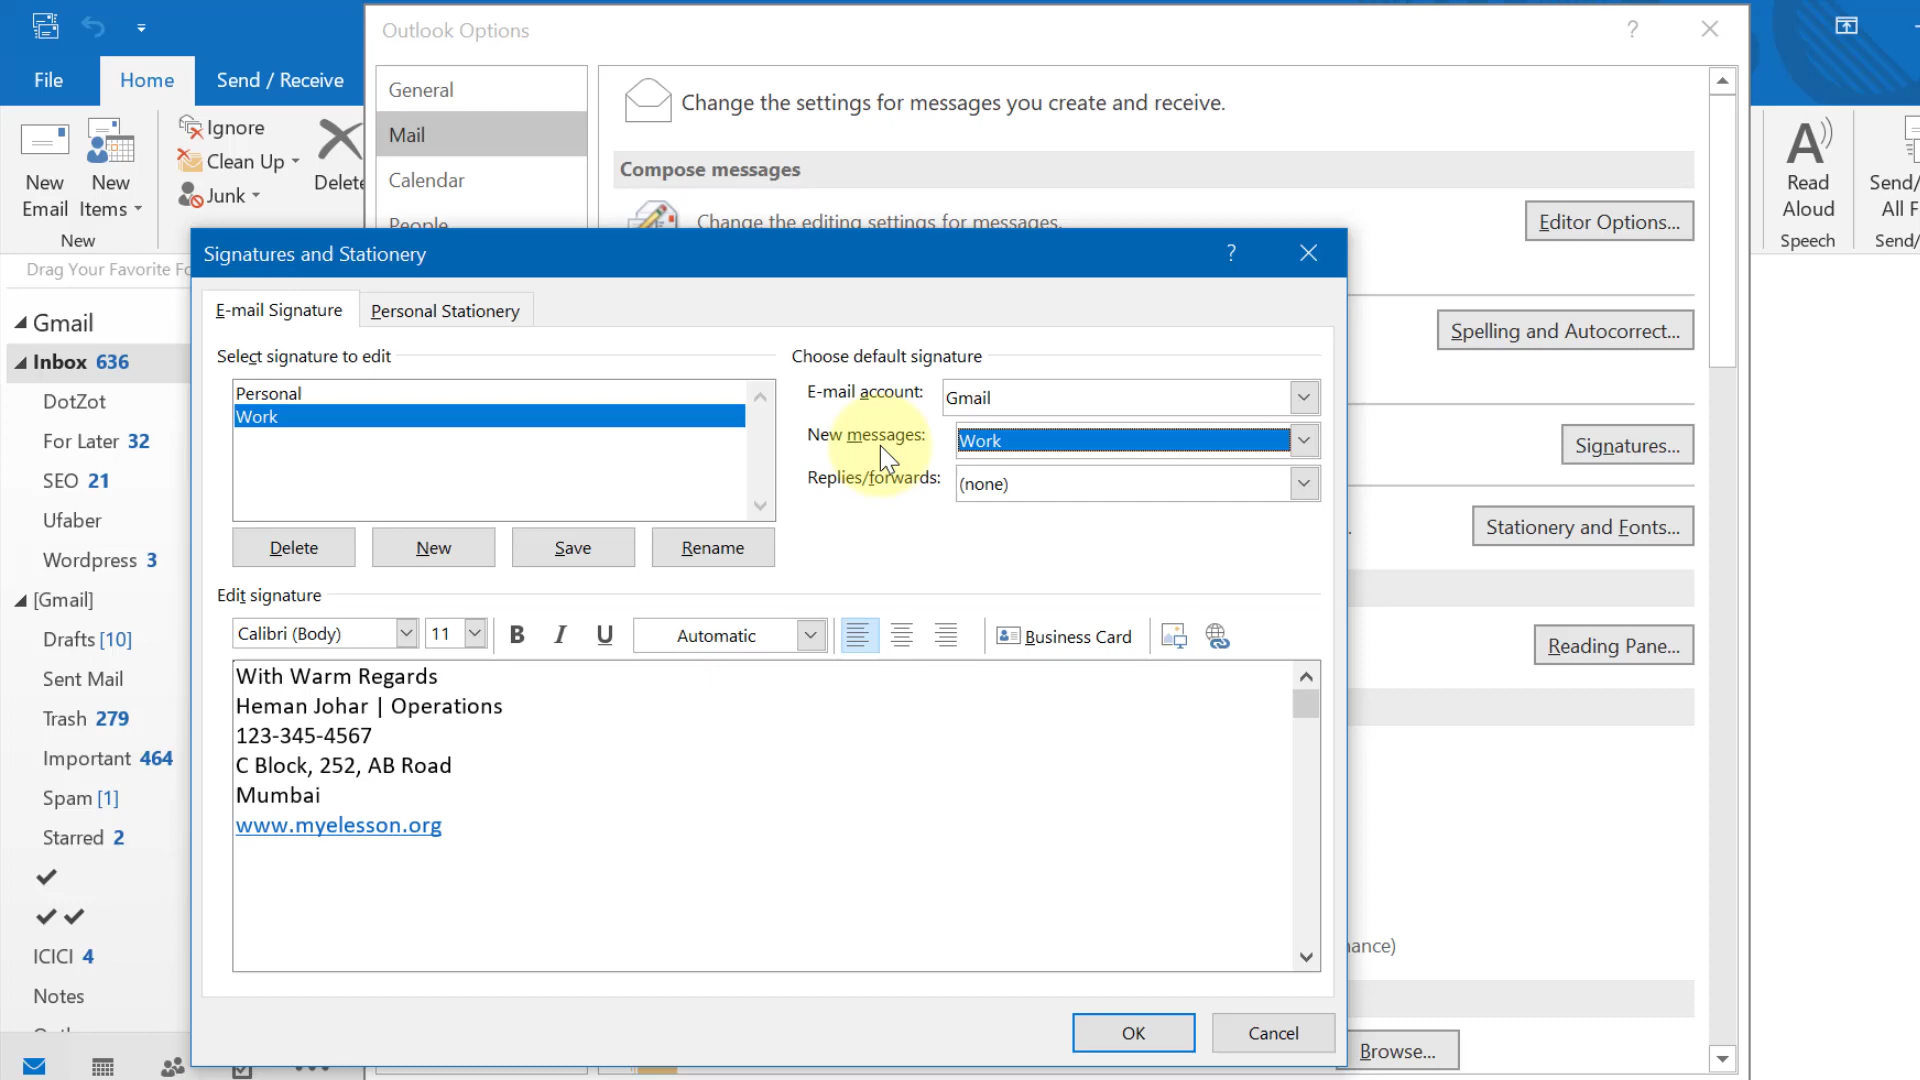 Outlook Options
File
Home
Send / Receive
New Email
New Items
New
Ignore
Clean Up
Junk
Delete
General
Mail
Calendar
People
Change the settings for messages you create and receive.
Compose messages
Change the editing settings for messages.
Editor Options...
Spelling and Autocorrect...
Signatures...
Stationery and Fonts...
Reading Pane...
Browse...
Read Aloud
Speech
Send/
All F
Send/
Drag Your Favorite Fo
Gmail
Inbox 636
DotZot
For Later 32
SEO 21
Ufaber
Wordpress 3
[Gmail]
Drafts [10]
Sent Mail
Trash 279
Important 464
Spam [1]
Starred 2
ICICI 4
Notes
Signatures and Stationery
E-mail Signature
Personal Stationery
Select signature to edit
Personal
Work
Delete
New
Save
Rename
Choose default signature
E-mail account: Gmail
New messages: Work
Replies/forwards: (none)
Edit signature
Calibri (Body)
11
B I U
Automatic
Business Card
With Warm Regards
Heman Johar | Operations
123-345-4567
C Block, 252, AB Road
Mumbai
www.myelesson.org
OK
Cancel
ance)